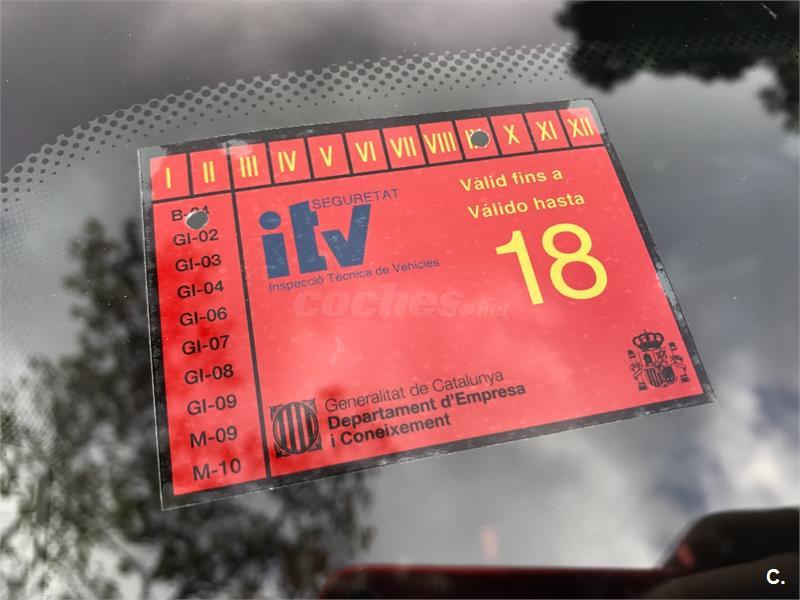 I II III IV V VI VII VIII IX X XI XII
B-01
GI-02
GI-03
GI-04
GI-06
GI-07
GI-08
GI-09
M-09
M-10
SEGURETAT
itv
Inspecció Tècnica de Vehicles
Vàlid fins a
Válido hasta
18
coches.net
Generalitat de Catalunya
Departament d'Empresa
i Coneixement
C.